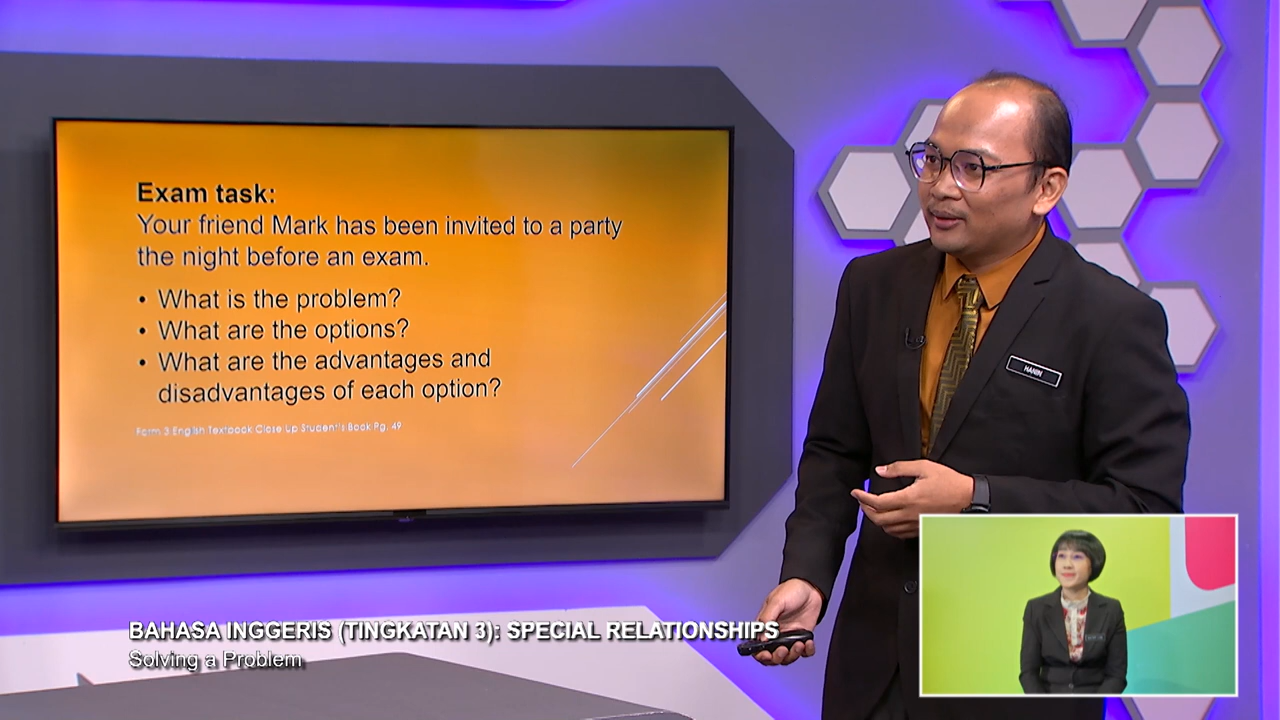 Exam task:
Your friend Mark has been invited to a party
the night before an exam.
• What is the problem?
• What are the options?
• What are the advantages and
disadvantages of each option?
Form 3 English Textbook Close Up Student's Book Pg. 49
HANIN
BAHASA INGGERIS (TINGKATAN 3): SPECIAL RELATIONSHIPS
Solving a Problem